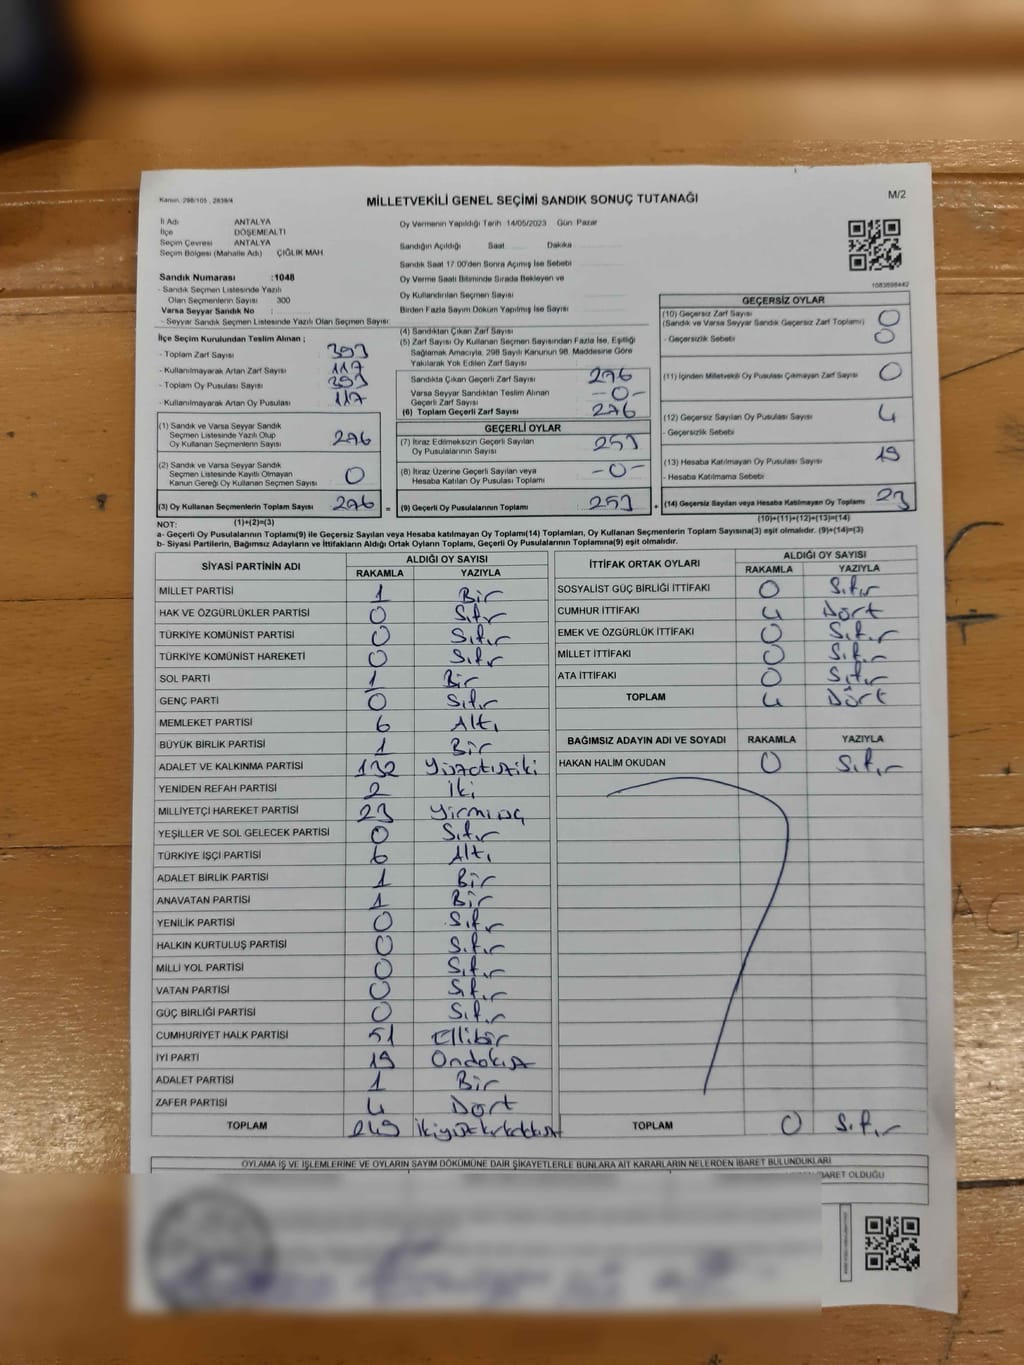 Kanun, 298/105 , 2839/4
MİLLETVEKİLİ GENEL SEÇİMİ SANDIK SONUÇ TUTANAĞI
M/2
İl Adı ANTALYA
İlçe DÖŞEMEALTI
Seçim Çevresi ANTALYA
Seçim Bölgesi (Mahalle Adı) ÇIĞLIK MAH.
Sandık Numarası :1048
- Sandık Seçmen Listesinde Yazılı
Olan Seçmenlerin Sayısı 300
Varsa Seyyar Sandık No :
- Seyyar Sandık Seçmen Listesinde Yazılı Olan Seçmen Sayısı:
Oy Vermenin Yapıldığı Tarih 14/05/2023 Gün Pazar
Sandığın Açıldığı Saat Dakika
Sandık Saat 17.00'den Sonra Açımış İse Sebebi
Oy Verme Saati Bitiminde Sırada Bekleyen ve
Oy Kullandırılan Seçmen Sayısı
Birden Fazla Sayım Döküm Yapılmış İse Sayısı
1083898442
İlçe Seçim Kurulundan Teslim Alınan ;
- Toplam Zarf Sayısı 393
- Kullanılmayarak Artan Zarf Sayısı 117
- Toplam Oy Pusulası Sayısı 393
- Kullanılmayarak Artan Oy Pusulası 117
(1) Sandık ve Varsa Seyyar Sandık
Seçmen Listesinde Yazılı Olup
Oy Kullanan Seçmenlerin Sayısı 276
(2) Sandık ve Varsa Seyyar Sandık
Seçmen Listesinde Kayıtlı Olmayan
Kanun Gereği Oy Kullanan Seçmen Sayısı 0
(3) Oy Kullanan Seçmenlerin Toplam Sayısı 276 =
(1)+(2)=(3)
(4) Sandıktan Çıkan Zarf Sayısı
(5) Zarf Sayısı Oy Kullanan Seçmen Sayısından Fazla İse, Eşitliği
Sağlamak Amacıyla, 298 Sayılı Kanunun 98. Maddesine Göre
Yakılarak Yok Edilen Zarf Sayısı :
Sandıkta Çıkan Geçerli Zarf Sayısı 276
Varsa Seyyar Sandıktan Teslim Alınan
Geçerli Zarf Sayısı -0-
(6) Toplam Geçerli Zarf Sayısı 276
GEÇERLİ OYLAR
(7) İtiraz Edilmeksizin Geçerli Sayılan
Oy Pusulalarının Sayısı 253
(8) İtiraz Üzerine Geçerli Sayılan veya
Hesaba Katılan Oy Pusulası Toplamı -0-
(9) Geçerli Oy Pusulalarının Toplamı 253 +
GEÇERSİZ OYLAR
(10) Geçersiz Zarf Sayısı 0
(Sandık ve Varsa Seyyar Sandık Geçersiz Zarf Toplamı)
- Geçersizlik Sebebi 0
(11) İçinden Milletvekili Oy Pusulası Çıkmayan Zarf Sayısı 0
(12) Geçersiz Sayılan Oy Pusulası Sayısı 4
- Geçersizlik Sebebi
(13) Hesaba Katılmayan Oy Pusulası Sayısı 19
- Hesaba Katılmama Sebebi
(14) Geçersiz Sayılan veya Hesaba Katılmayan Oy Toplamı 23
(10)+(11)+(12)+(13)=(14)
NOT:
a- Geçerli Oy Pusulalarının Toplamı(9) ile Geçersiz Sayılan veya Hesaba katılmayan Oy Toplamı(14) Toplamları, Oy Kullanan Seçmenlerin Toplam Sayısına(3) eşit olmalıdır. (9)+(14)=(3)
b- Siyasi Partilerin, Bağımsız Adayların ve İttifakların Aldığı Ortak Oyların Toplamı, Geçerli Oy Pusulalarının Toplamına(9) eşit olmalıdır.
SİYASİ PARTİNİN ADI ALDIĞI OY SAYISI
RAKAMLA YAZIYLA
MİLLET PARTİSİ 1 Bir
HAK VE ÖZGÜRLÜKLER PARTİSİ 0 Sıfır
TÜRKİYE KOMÜNİST PARTİSİ 0 Sıfır
TÜRKİYE KOMÜNİST HAREKETİ 0 Sıfır
SOL PARTİ 1 Bir
GENÇ PARTİ 0 Sıfır
MEMLEKET PARTİSİ 6 Altı
BÜYÜK BİRLİK PARTİSİ 1 Bir
ADALET VE KALKINMA PARTİSİ 132 Yüzotuziki
YENİDEN REFAH PARTİSİ 2 İki
MİLLİYETÇİ HAREKET PARTİSİ 23 Yirmiüç
YEŞİLLER VE SOL GELECEK PARTİSİ 0 Sıfır
TÜRKİYE İŞÇİ PARTİSİ 6 Altı
ADALET BİRLİK PARTİSİ 1 Bir
ANAVATAN PARTİSİ 1 Bir
YENİLİK PARTİSİ 0 Sıfır
HALKIN KURTULUŞ PARTİSİ 0 Sıfır
MİLLİ YOL PARTİSİ 0 Sıfır
VATAN PARTİSİ 0 Sıfır
GÜÇ BİRLİĞİ PARTİSİ 0 Sıfır
CUMHURİYET HALK PARTİSİ 51 Ellibir
İYİ PARTİ 19 Ondokuz
ADALET PARTİSİ 1 Bir
ZAFER PARTİSİ 4 Dört
TOPLAM 249 İkiyüzkırkdokuz
İTTİFAK ORTAK OYLARI ALDIĞI OY SAYISI
RAKAMLA YAZIYLA
SOSYALİST GÜÇ BİRLİĞİ İTTİFAKI 0 Sıfır
CUMHUR İTTİFAKI 4 Dört
EMEK VE ÖZGÜRLÜK İTTİFAKI 0 Sıfır
MİLLET İTTİFAKI 0 Sıfır
ATA İTTİFAKI 0 Sıfır
TOPLAM 4 Dört
BAĞIMSIZ ADAYIN ADI VE SOYADI RAKAMLA YAZIYLA
HAKAN HALİM OKUDAN 0 Sıfır
TOPLAM 0 Sıfır
OYLAMA İŞ VE İŞLEMLERİNE VE OYLARIN SAYIM DÖKÜMÜNE DAİR ŞİKAYETLERLE BUNLARA AİT KARARLARIN NELERDEN İBARET BULUNDUKLARI
BARET OLDUĞU